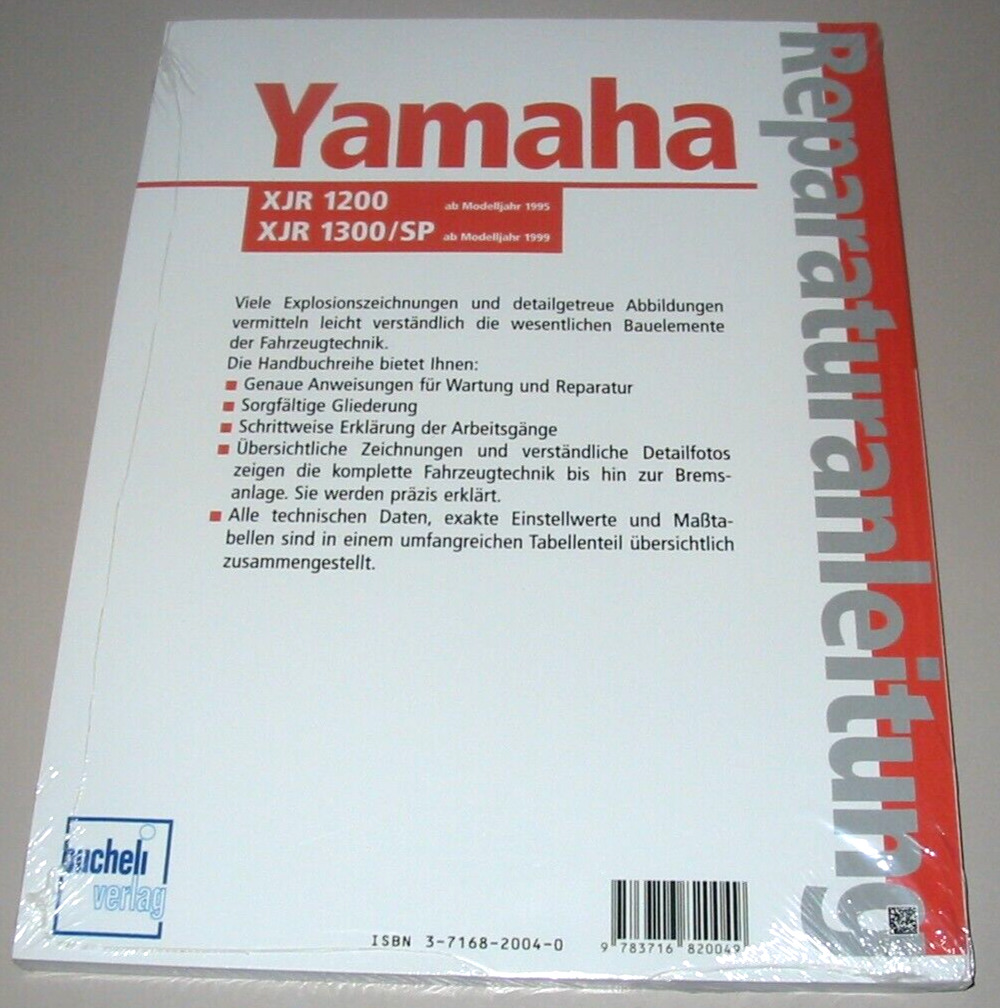 Yamaha
XJR 1200 ab Modelljahr 1995
XJR 1300/SP ab Modelljahr 1999
Viele Explosionszeichnungen und detailgetreue Abbildungen
vermitteln leicht verständlich die wesentlichen Bauelemente
der Fahrzeugtechnik.
Die Handbuchreihe bietet Ihnen:
Genaue Anweisungen für Wartung und Reparatur
Sorgfältige Gliederung
Schrittweise Erklärung der Arbeitsgänge
Übersichtliche Zeichnungen und verständliche Detailfotos
zeigen die komplette Fahrzeugtechnik bis hin zur Brems-
anlage. Sie werden präzis erklärt.
Alle technischen Daten, exakte Einstellwerte und Maßta-
bellen sind in einem umfangreichen Tabellenteil übersichtlich
zusammengestellt.
Reparaturanleitung
bucheli
verlag
ISBN 3-7168-2004-0
9 783716 820049